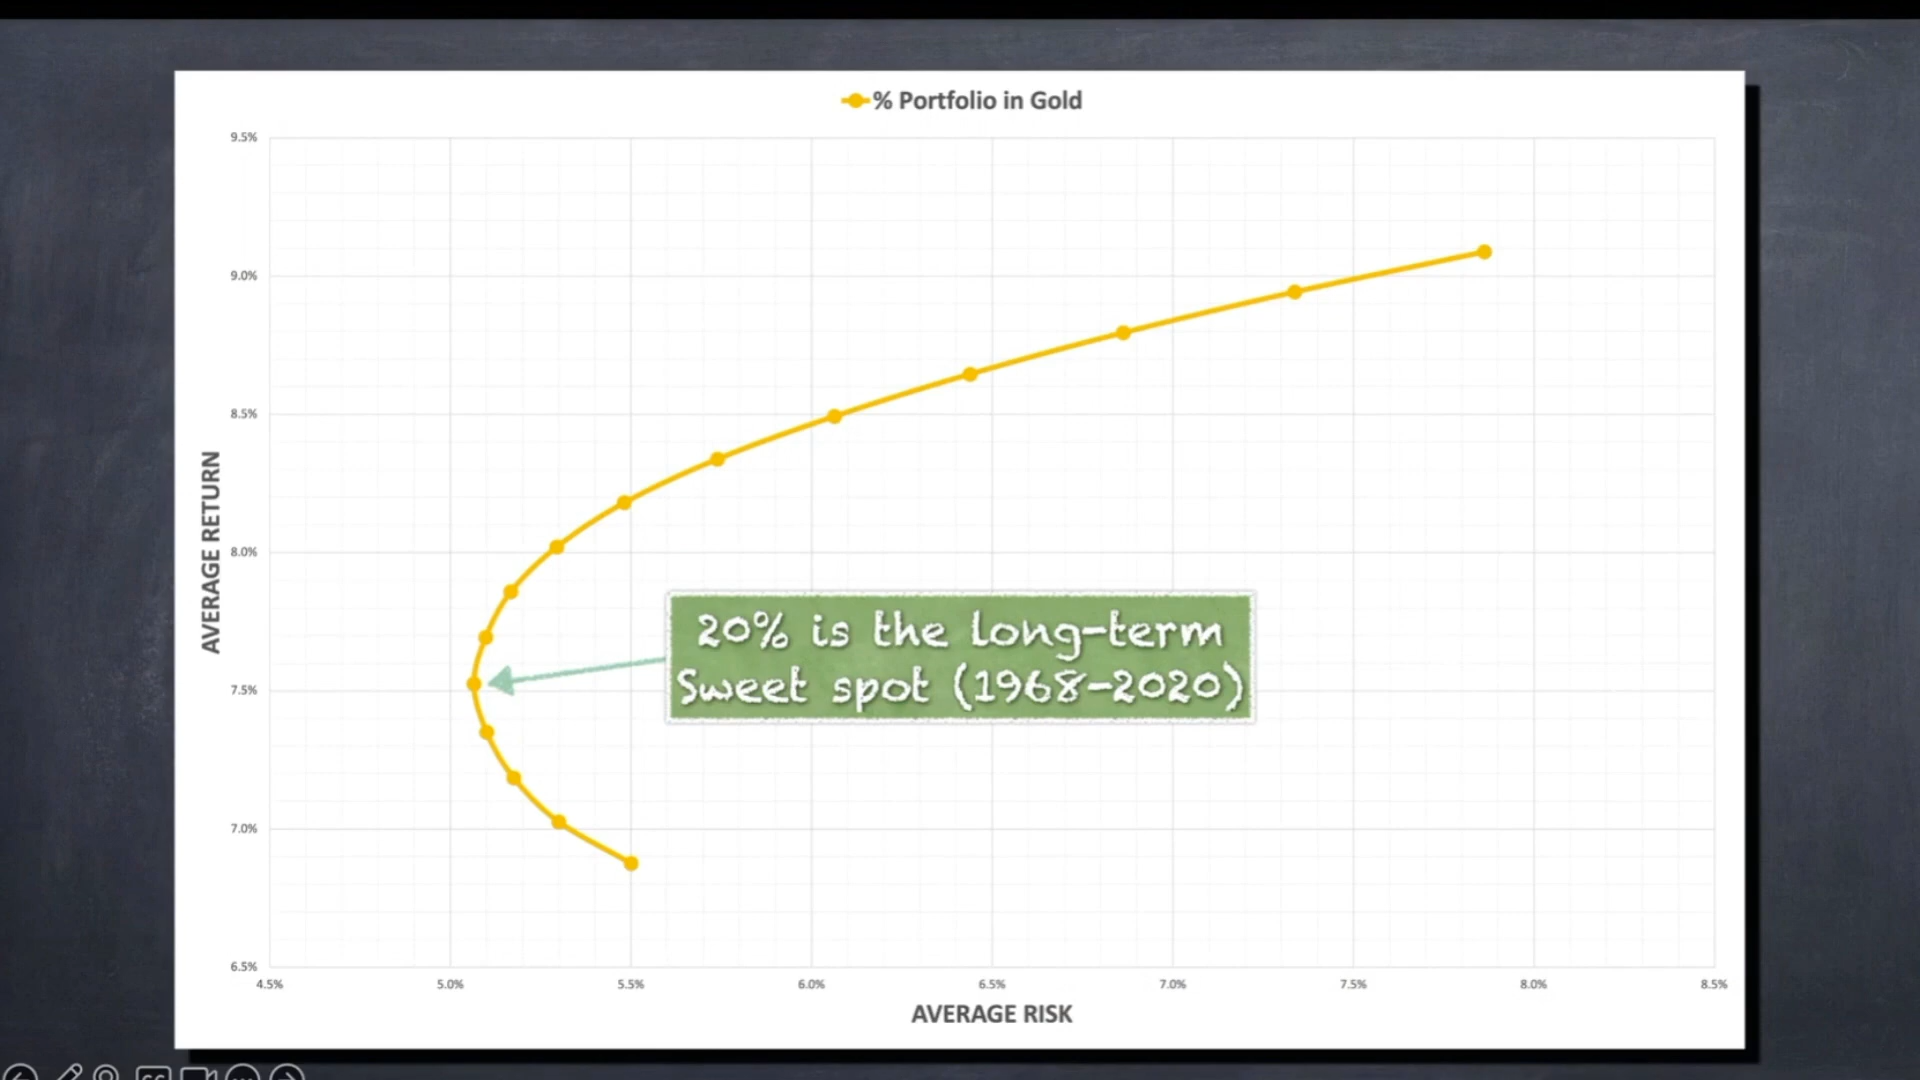 % Portfolio in Gold
9.5%
9.0%
8.5%
8.0%
7.5%
7.0%
6.5%
AVERAGE RETURN
20% is the long-term
Sweet spot (1968-2020)
4.5%
5.0%
5.5%
6.0%
6.5%
7.0%
7.5%
8.0%
8.5%
AVERAGE RISK
CC